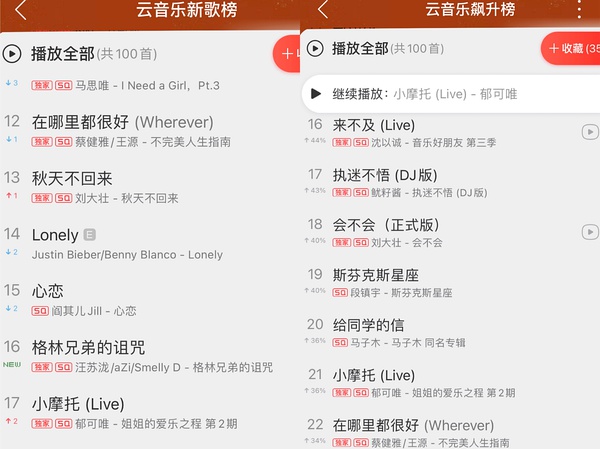 云音乐新歌榜
播放全部(共100首)
+
↓3 独家 SQ 马思唯 - I Need a Girl，Pt.3
12 在哪里都很好 (Wherever)
↓1 独家 SQ 蔡健雅/王源 - 不完美人生指南
13 秋天不回来
↑1 独家 SQ 刘大壮 - 秋天不回来
14 Lonely E
↓2 Justin Bieber/Benny Blanco - Lonely
15 心恋
↓1 SQ 阎其儿Jill - 心恋
16 格林兄弟的诅咒
NEW 独家 SQ 汪苏泷/aZi/Smelly D - 格林兄弟的诅咒
17 小摩托 (Live)
↑2 独家 SQ 郁可唯 - 姐姐的爱乐之程 第2期
云音乐飙升榜
播放全部(共100首)
+收藏(35
继续播放：小摩托 (Live) - 郁可唯
16 来不及 (Live)
↑44% 独家 SQ 沈以诚 - 音乐好朋友 第三季
17 执迷不悟 (DJ版)
↑43% 独家 SQ 鱿籽酱 - 执迷不悟 (DJ版)
18 会不会（正式版）
↑40% 独家 SQ 刘大壮 - 会不会
19 斯芬克斯星座
↑40% SQ 段镇宇 - 斯芬克斯星座
20 给同学的信
↑36% 独家 SQ 马子木 - 马子木 同名专辑
21 小摩托 (Live)
↑36% 独家 SQ 郁可唯 - 姐姐的爱乐之程 第2期
22 在哪里都很好 (Wherever)
↑34% 独家 SQ 蔡健雅/王源 - 不完美人生指南